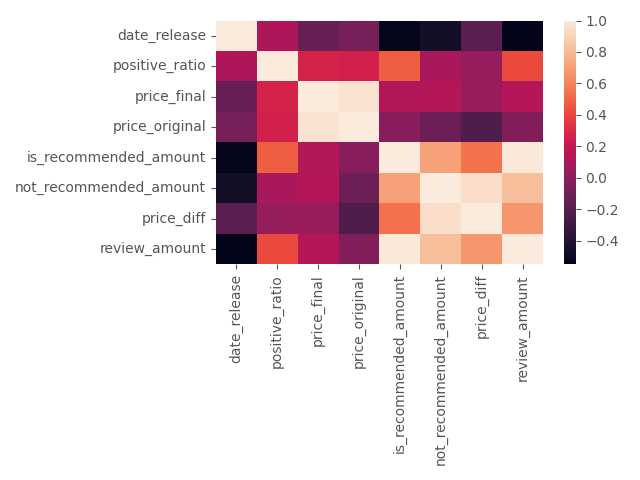 date_release
positive_ratio
price_final
price_original
is_recommended_amount
not_recommended_amount
price_diff
review_amount
1.0
0.8
0.6
0.4
0.2
0.0
−0.2
−0.4
date_release
positive_ratio
price_final
price_original
is_recommended_amount
not_recommended_amount
price_diff
review_amount